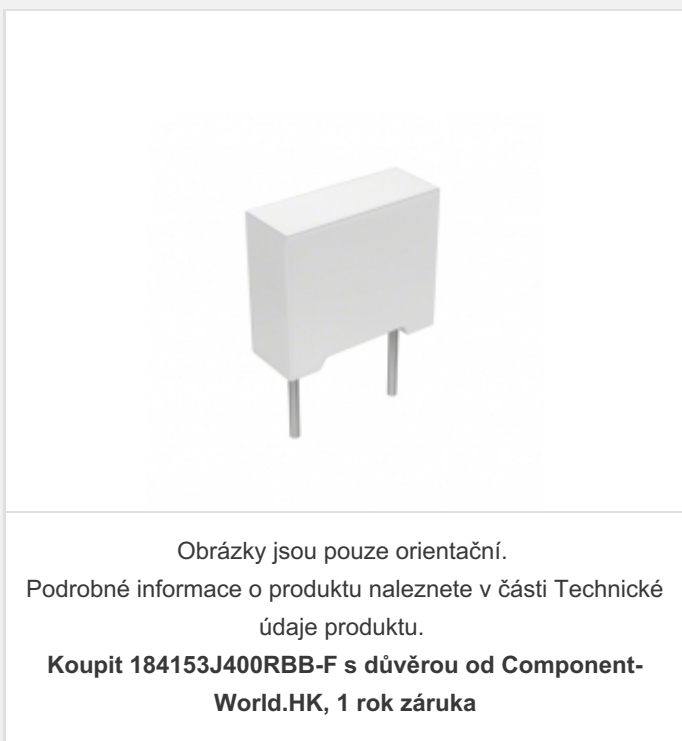 Obrázky jsou pouze orientační.
Podrobné informace o produktu naleznete v části Technické
údaje produktu.
Koupit 184153J400RBB-F s důvěrou od Component-
World.HK, 1 rok záruka